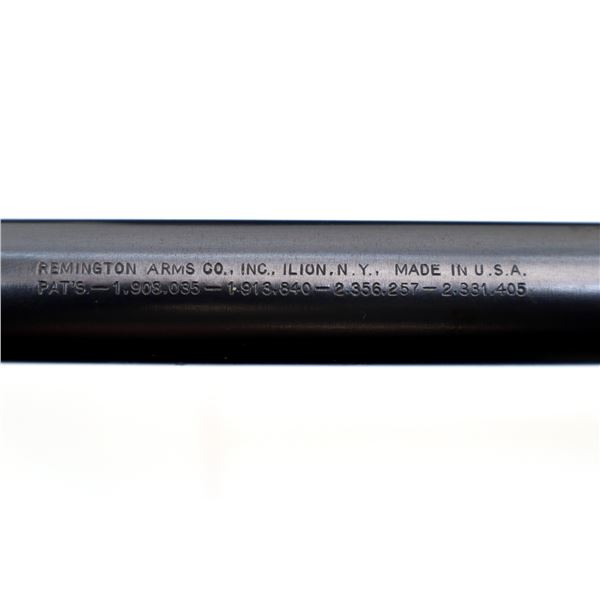 REMINGTON ARMS CO., INC., ILION, N.Y., MADE IN U.S.A.
PAT'S.—1.908.035—1.913.840—2.356.257—2.331.405